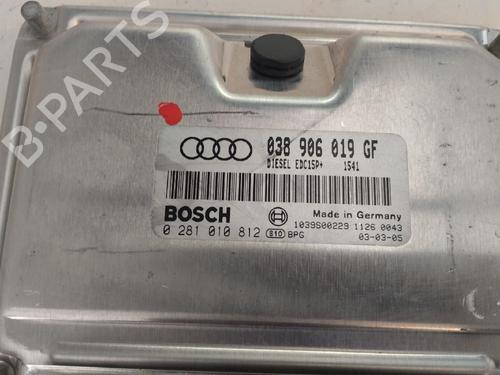 B-PARTS
038 906 019 GF
DIESEL EDC15P+ 1541
BOSCH
Made in Germany
0 281 010 812 810 BPG
1039S00229 1126 0043
03-03-05